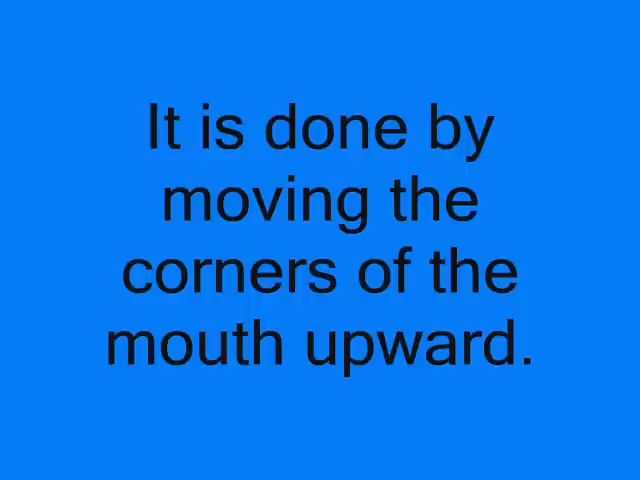 It is done by
moving the
corners of the
mouth upward.